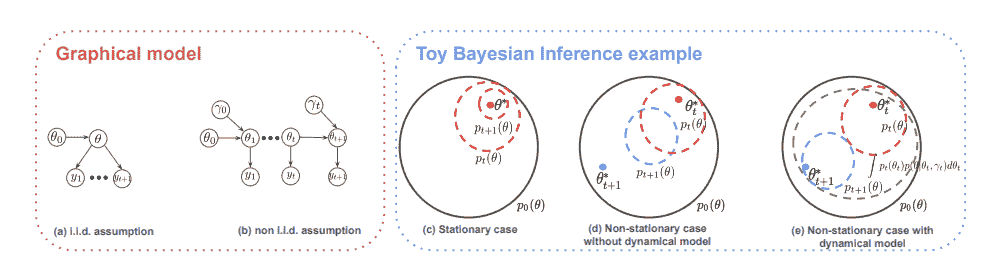 Graphical model
θ₀ θ
y₁ ••• yₜ₊₁
(a) i.i.d. assumption
γ₀ γₜ
θ₀ θ₁ ••• θₜ θₜ₊₁
y₁ yₜ yₜ₊₁
(b) non i.i.d. assumption
Toy Bayesian Inference example
θ*
pₜ₊₁(θ)
pₜ(θ)
p₀(θ)
(c) Stationary case
θ*ₜ
pₜ(θ)
pₜ₊₁(θ)
θ*ₜ₊₁
p₀(θ)
(d) Non-stationary case
without dynamical model
θ*ₜ
pₜ(θ)
θ*ₜ₊₁
pₜ₊₁(θ)
p₀(θ)
(e) Non-stationary case with
dynamical model